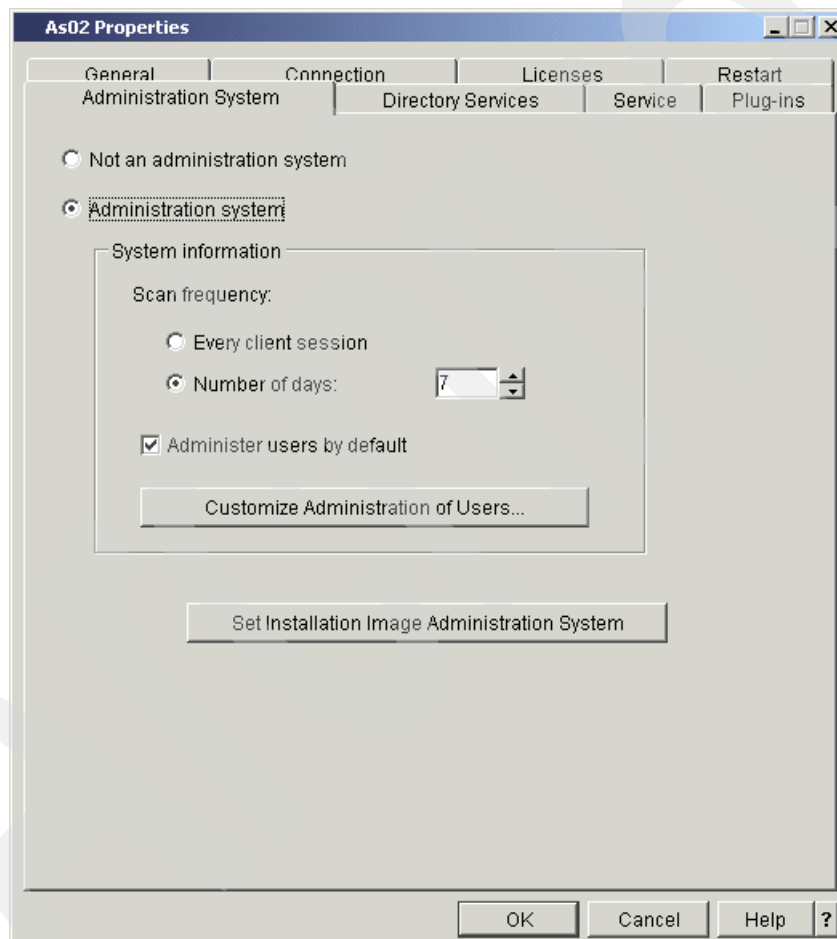 As02 Properties
General Connection Licenses Restart
Administration System Directory Services Service Plug-ins
Not an administration system
Administration system
System information
Scan frequency:
Every client session
Number of days: 7
Administer users by default
Customize Administration of Users...
Set Installation Image Administration System
OK Cancel Help ?